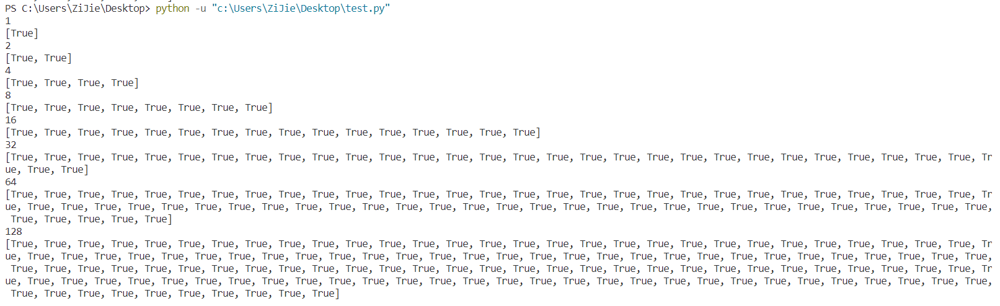 PS C:\Users\ZiJie\Desktop> python -u "c:\Users\ZiJie\Desktop\test.py"
1
[True]
2
[True, True]
4
[True, True, True, True]
8
[True, True, True, True, True, True, True, True]
16
[True, True, True, True, True, True, True, True, True, True, True, True, True, True, True, True]
32
[True, True, True, True, True, True, True, True, True, True, True, True, True, True, True, True, True, True, True, True, True, True, True, True, True, True, True, True, True, Tr
ue, True, True]
64
[True, True, True, True, True, True, True, True, True, True, True, True, True, True, True, True, True, True, True, True, True, True, True, True, True, True, True, True, True, Tr
ue, True, True, True, True, True, True, True, True, True, True, True, True, True, True, True, True, True, True, True, True, True, True, True, True, True, True, True, True, True,
 True, True, True, True, True]
128
[True, True, True, True, True, True, True, True, True, True, True, True, True, True, True, True, True, True, True, True, True, True, True, True, True, True, True, True, True, Tr
ue, True, True, True, True, True, True, True, True, True, True, True, True, True, True, True, True, True, True, True, True, True, True, True, True, True, True, True, True, True,
 True, True, True, True, True, True, True, True, True, True, True, True, True, True, True, True, True, True, True, True, True, True, True, True, True, True, True, True, True, Tr
ue, True, True, True, True, True, True, True, True, True, True, True, True, True, True, True, True, True, True, True, True, True, True, True, True, True, True, True, True, True,
 True, True, True, True, True, True, True, True, True, True]